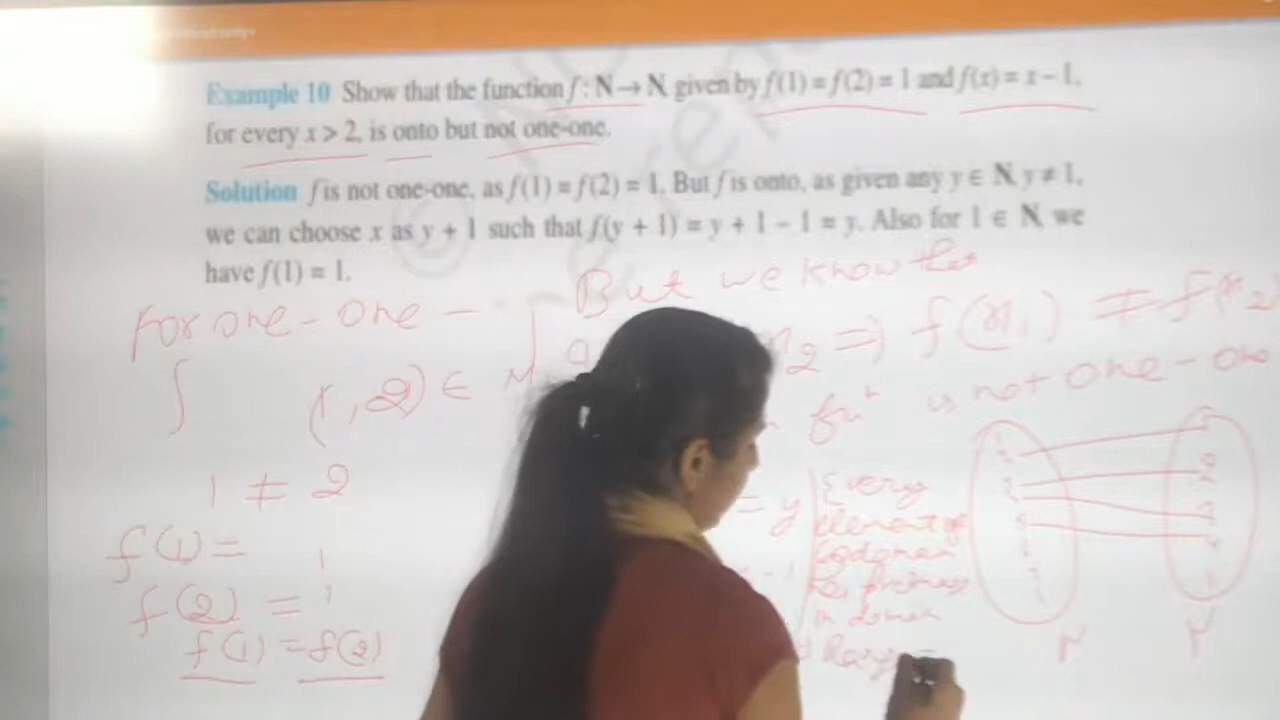 Example 10 Show that the function f : N → N, given by f(1) = f(2) = 1 and f(x) = x – 1,
for every x > 2, is onto but not one-one.
Solution f is not one-one, as f(1) = f(2) = 1. But f is onto, as given any y ∈ N, y ≠ 1,
we can choose x as y + 1 such that f(y + 1) = y + 1 – 1 = y. Also for 1 ∈ N, we
have f(1) = 1.
But we know
For one-one –
2 ⇒ f(x1) ≠ f(x2)
(1, 2) ∈ N
is not one-one
1 ≠ 2
= y
Every
element of
f(1) = 1
f(2) = 1
in
f(1) = f(2)
N N